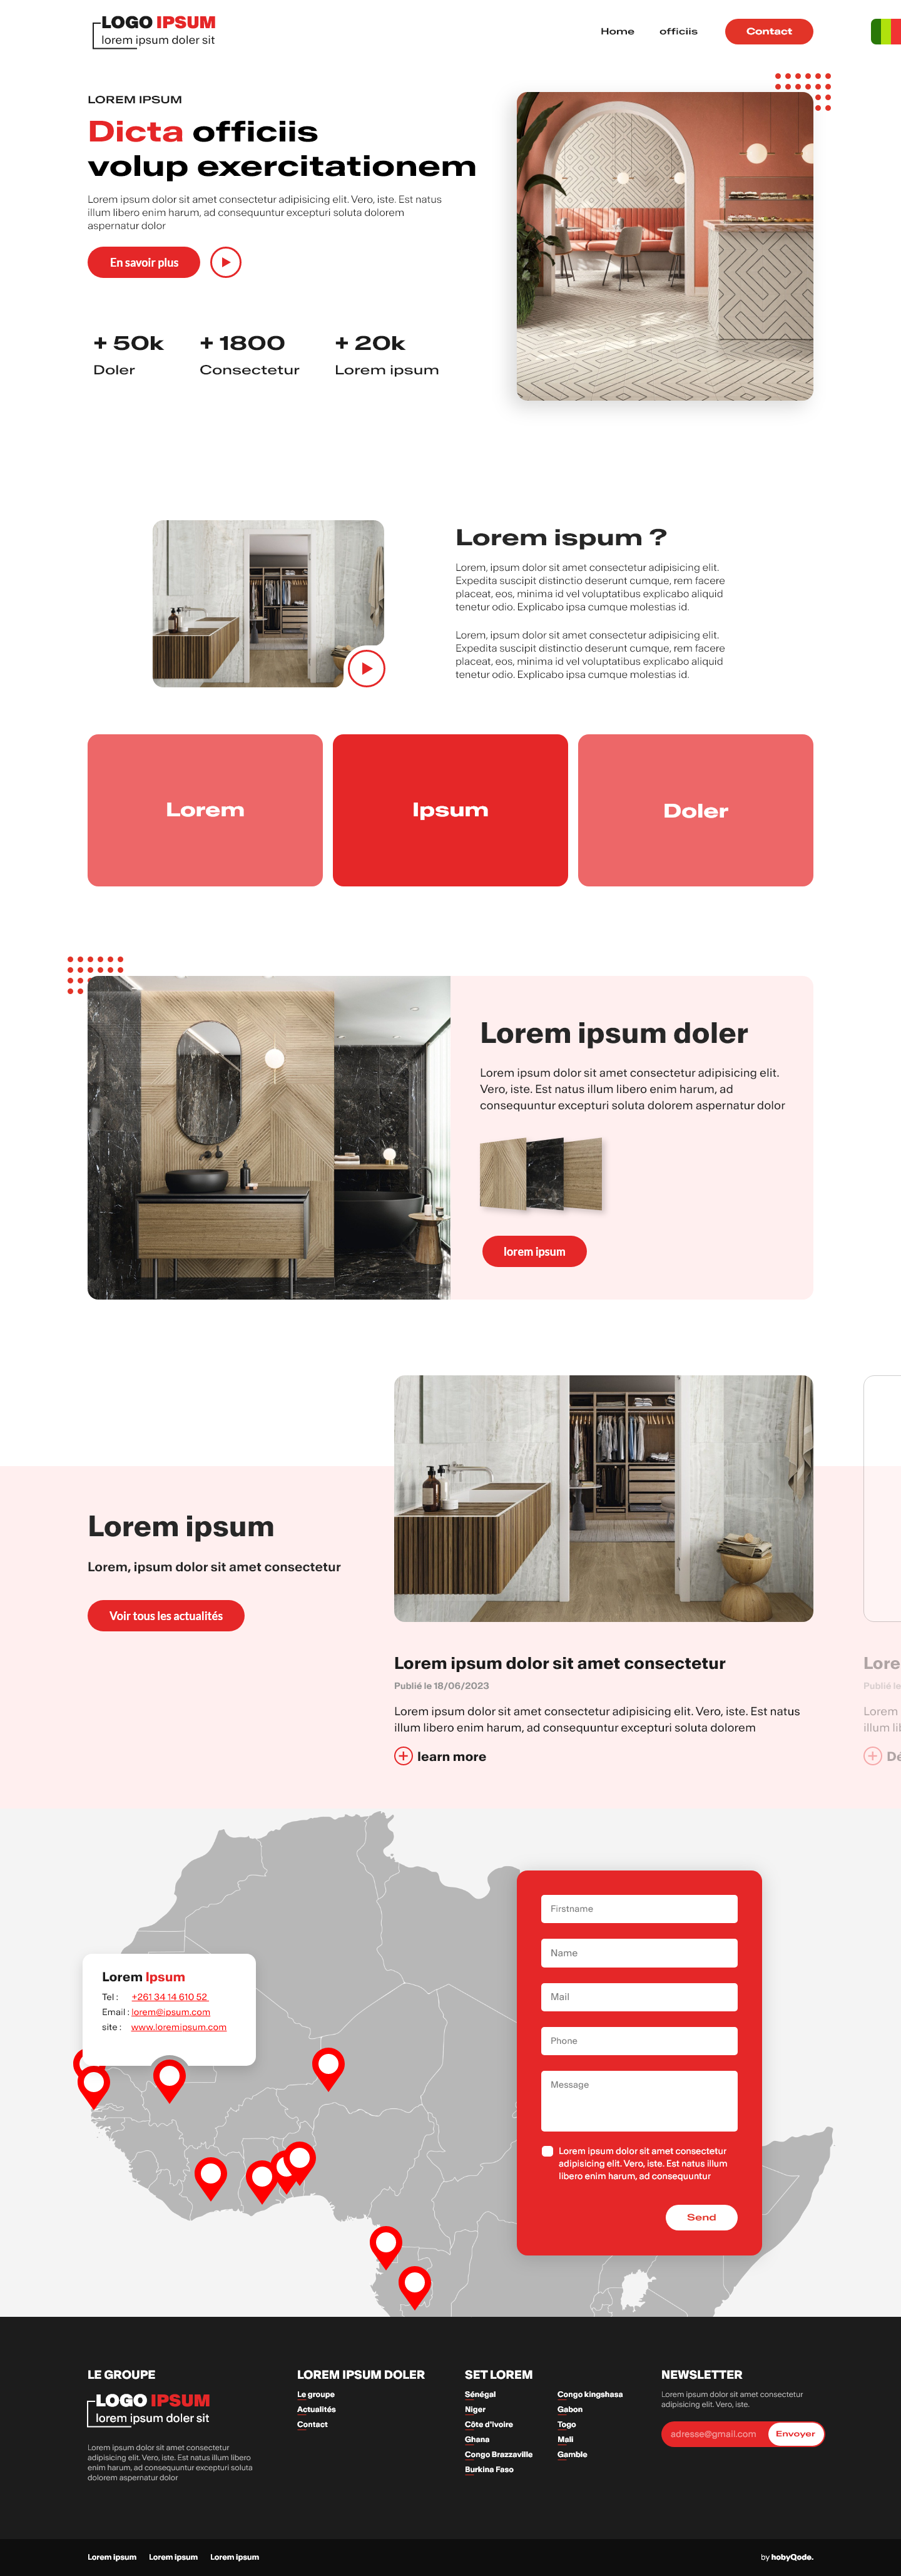 LOGO IPSUM
lorem ipsum doler sit
Home
officiis
Contact
LOREM IPSUM
Dicta officiis
volup exercitationem
Lorem ipsum dolor sit amet consectetur adipisicing elit. Vero, iste. Est natus
illum libero enim harum, ad consequuntur excepturi soluta dolorem
aspernatur dolor
En savoir plus
+ 50k
Doler
+ 1800
Consectetur
+ 20k
Lorem ipsum
Lorem ispum ?
Lorem, ipsum dolor sit amet consectetur adipisicing elit.
Expedita suscipit distinctio deserunt cumque, rem facere
placeat, eos, minima id vel voluptatibus explicabo aliquid
tenetur odio. Explicabo ipsa cumque molestias id.
Lorem, ipsum dolor sit amet consectetur adipisicing elit.
Expedita suscipit distinctio deserunt cumque, rem facere
placeat, eos, minima id vel voluptatibus explicabo aliquid
tenetur odio. Explicabo ipsa cumque molestias id.
Lorem
Ipsum
Doler
Lorem ipsum doler
Lorem ipsum dolor sit amet consectetur adipisicing elit.
Vero, iste. Est natus illum libero enim harum, ad
consequuntur excepturi soluta dolorem aspernatur dolor
lorem ipsum
Lorem ipsum
Lorem, ipsum dolor sit amet consectetur
Voir tous les actualités
Lorem ipsum dolor sit amet consectetur
Publié le 18/06/2023
Lorem ipsum dolor sit amet consectetur adipisicing elit. Vero, iste. Est natus
illum libero enim harum, ad consequuntur excepturi soluta dolorem
learn more
Lore
Publié le
Lorem
illum lib
Dé
Lorem Ipsum
Tel : +261 34 14 610 52
Email : lorem@ipsum.com
site : www.loremipsum.com
Firstname
Name
Mail
Phone
Message
Lorem ipsum dolor sit amet consectetur
adipisicing elit. Vero, iste. Est natus illum
libero enim harum, ad consequuntur
Send
LE GROUPE
LOGO IPSUM
lorem ipsum doler sit
Lorem ipsum dolor sit amet consectetur
adipisicing elit. Vero, iste. Est natus illum libero
enim harum, ad consequuntur excepturi soluta
dolorem aspernatur dolor
LOREM IPSUM DOLER
Le groupe
Actualités
Contact
SET LOREM
Sénégal
Niger
Côte d'Ivoire
Ghana
Congo Brazzaville
Burkina Faso
Congo kingshasa
Gabon
Togo
Mali
Gamble
NEWSLETTER
Lorem ipsum dolor sit amet consectetur
adipisicing elit. Vero, iste.
adresse@gmail.com
Envoyer
Lorem ipsum
Lorem ipsum
Lorem ipsum
by hobyQode.